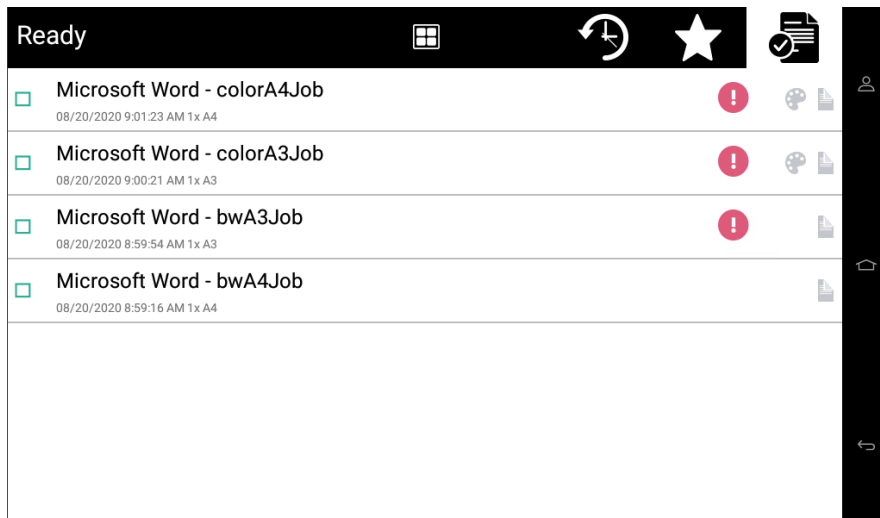 Ready
Microsoft Word - colorA4Job
08/20/2020 9:01:23 AM 1x A4
Microsoft Word - colorA3Job
08/20/2020 9:00:21 AM 1x A3
Microsoft Word - bwA3Job
08/20/2020 8:59:54 AM 1x A3
Microsoft Word - bwA4Job
08/20/2020 8:59:16 AM 1x A4